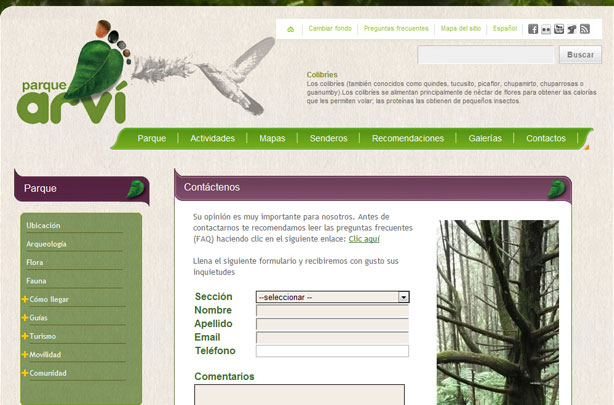 Cambiar fondo
Preguntas frecuentes
Mapa del sitio
Español
Buscar
parque
arví
Colibríes
Los colibríes (también conocidos como quindes, tucusito, picaflor, chupamirto, chuparrosas o
guanumby).Los colibríes se alimentan principalmente de néctar de flores para obtener las calorías
que les permiten volar; las proteínas las obtienen de pequeños insectos.
Parque
Actividades
Mapas
Senderos
Recomendaciones
Galerías
Contactos
Parque
Ubicación
Arqueología
Flora
Fauna
Cómo llegar
Guías
Turismo
Movilidad
Comunidad
Contáctenos
Su opinión es muy importante para nosotros. Antes de
contactarnos te recomendamos leer las preguntas frecuentes
(FAQ) haciendo clic en el siguiente enlace: Clic aquí
Llena el siguiente formulario y recibiremos con gusto sus
inquietudes
Sección --seleccionar --
Nombre
Apellido
Email
Teléfono
Comentarios